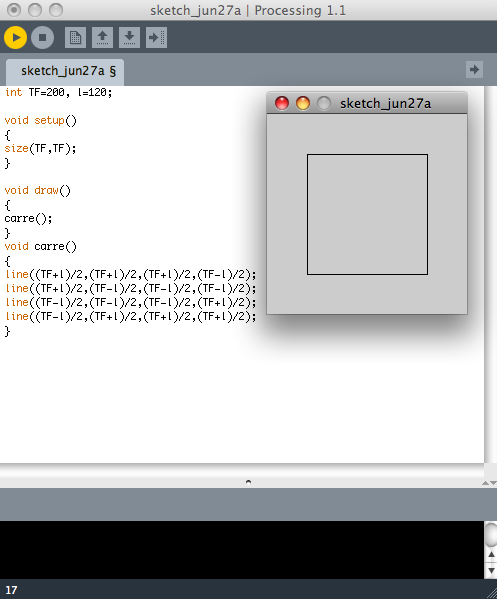 sketch_jun27a | Processing 1.1
sketch_jun27a §
int TF=200, l=120;
void setup()
{
size(TF,TF);
}
void draw()
{
carre();
}
void carre()
{
line((TF+l)/2,(TF+l)/2,(TF+l)/2,(TF-l)/2);
line((TF+l)/2,(TF-l)/2,(TF-l)/2,(TF-l)/2);
line((TF-l)/2,(TF-l)/2,(TF-l)/2,(TF+l)/2);
line((TF-l)/2,(TF+l)/2,(TF+l)/2,(TF+l)/2);
}
sketch_jun27a
17